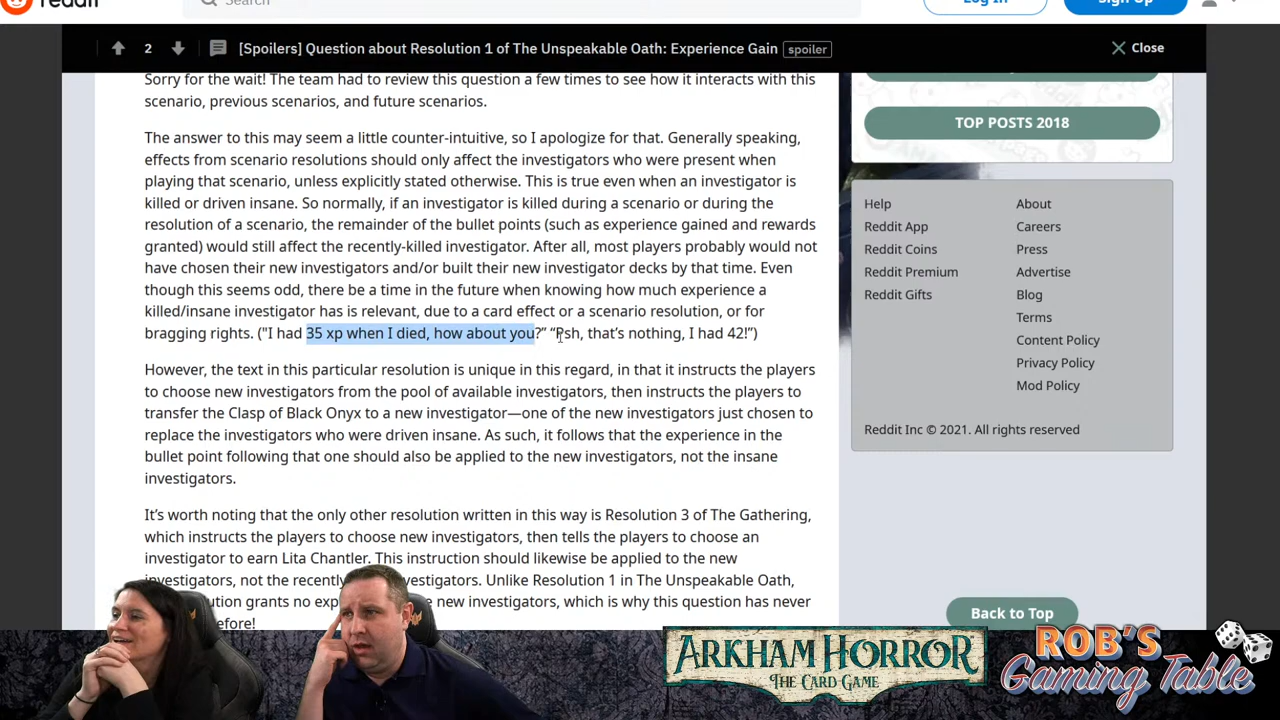 reddit
Search
Log In
Sign Up
2
[Spoilers] Question about Resolution 1 of The Unspeakable Oath: Experience Gain
spoiler
Close
Sorry for the wait! The team had to review this question a few times to see how it interacts with this
scenario, previous scenarios, and future scenarios.
The answer to this may seem a little counter-intuitive, so I apologize for that. Generally speaking,
effects from scenario resolutions should only affect the investigators who were present when
playing that scenario, unless explicitly stated otherwise. This is true even when an investigator is
killed or driven insane. So normally, if an investigator is killed during a scenario or during the
resolution of a scenario, the remainder of the bullet points (such as experience gained and rewards
granted) would still affect the recently-killed investigator. After all, most players probably would not
have chosen their new investigators and/or built their new investigator decks by that time. Even
though this seems odd, there be a time in the future when knowing how much experience a
killed/insane investigator has is relevant, due to a card effect or a scenario resolution, or for
bragging rights. ("I had 35 xp when I died, how about you?” “Psh, that’s nothing, I had 42!”)
However, the text in this particular resolution is unique in this regard, in that it instructs the players
to choose new investigators from the pool of available investigators, then instructs the players to
transfer the Clasp of Black Onyx to a new investigator—one of the new investigators just chosen to
replace the investigators who were driven insane. As such, it follows that the experience in the
bullet point following that one should also be applied to the new investigators, not the insane
investigators.
It’s worth noting that the only other resolution written in this way is Resolution 3 of The Gathering,
which instructs the players to choose new investigators, then tells the players to choose an
investigator to earn Lita Chantler. This instruction should likewise be applied to the new
investigators, not the recently investigators. Unlike Resolution 1 in The Unspeakable Oath,
grants no new investigators, which is why this question has never
before!
TOP POSTS 2018
Help
About
Reddit App
Careers
Reddit Coins
Press
Reddit Premium
Advertise
Reddit Gifts
Blog
Terms
Content Policy
Privacy Policy
Mod Policy
Reddit Inc © 2021. All rights reserved
Back to Top
ARKHAM HORROR
THE CARD GAME
ROB'S
Gaming Table